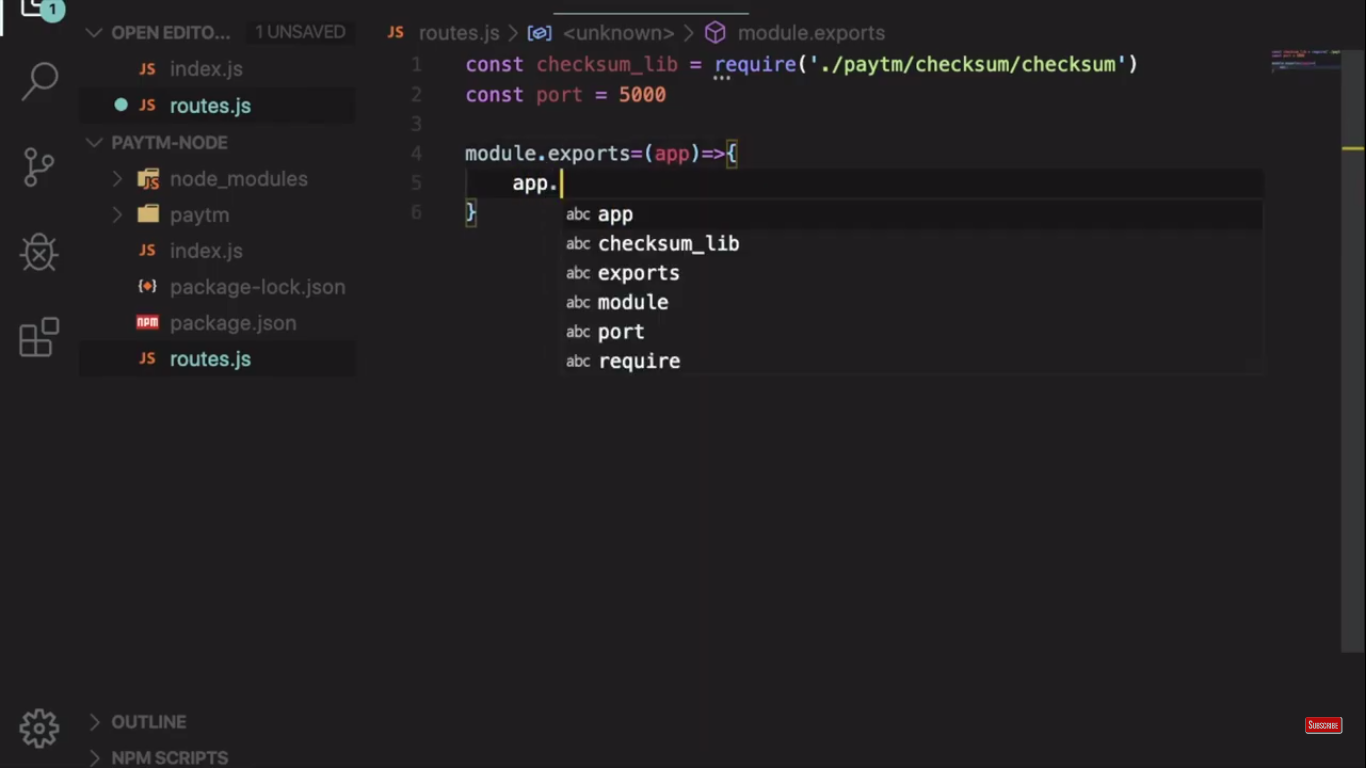 1
OPEN EDITO... 1 UNSAVED
JS index.js
JS routes.js
PAYTM-NODE
JS node_modules
paytm
JS index.js
package-lock.json
npm package.json
JS routes.js
OUTLINE
NPM SCRIPTS
JS routes.js > <unknown> > module.exports
1 const checksum_lib = require('./paytm/checksum/checksum')
2 const port = 5000
3
4 module.exports=(app)=>{
5 app.
6 }
abc app
abc checksum_lib
abc exports
abc module
abc port
abc require
SUBSCRIBE